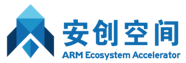 安创空间
ARM Ecosystem Accelerator